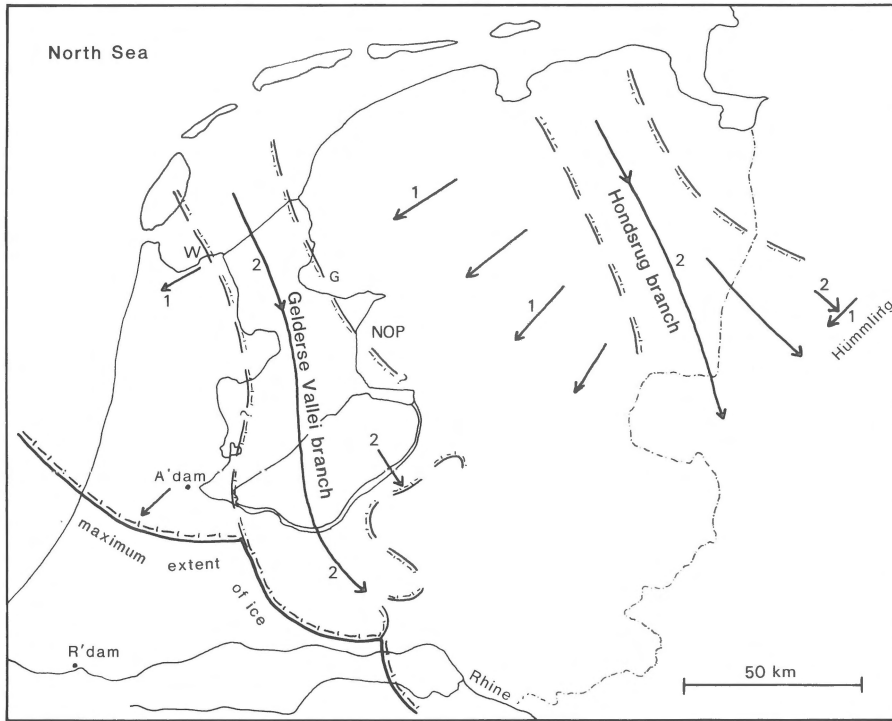 North Sea
1
W
1
2
G
NOP
Gelderse Vallei branch
?
2
2
1
1
Hondsrug branch
2
2
1
Hümmling
A'dam
maximum extent of ice
R'dam
Rhine
50 km